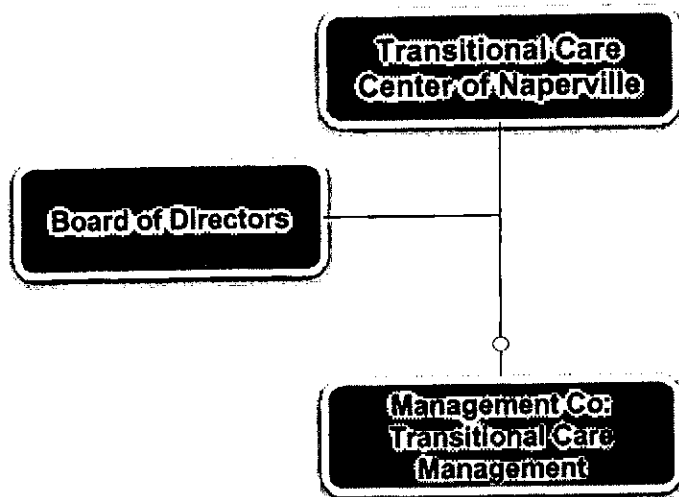 Transitional Care
Center of Naperville
Board of Directors
Management Co:
Transitional Care
Management